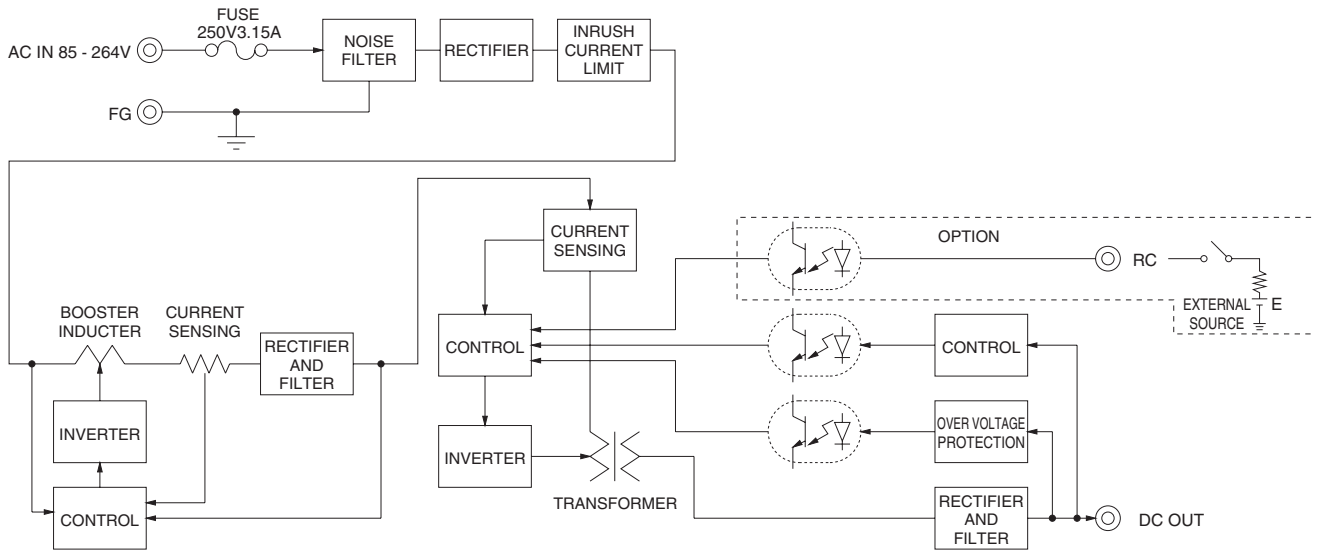 FUSE
250V3.15A
AC IN 85 - 264V
NOISE
FILTER
RECTIFIER
INRUSH
CURRENT
LIMIT
FG
CURRENT
SENSING
OPTION
RC
EXTERNAL
SOURCE
E
BOOSTER
INDUCTER
CURRENT
SENSING
RECTIFIER
AND
FILTER
CONTROL
CONTROL
INVERTER
OVER VOLTAGE
PROTECTION
INVERTER
TRANSFORMER
CONTROL
RECTIFIER
AND
FILTER
DC OUT